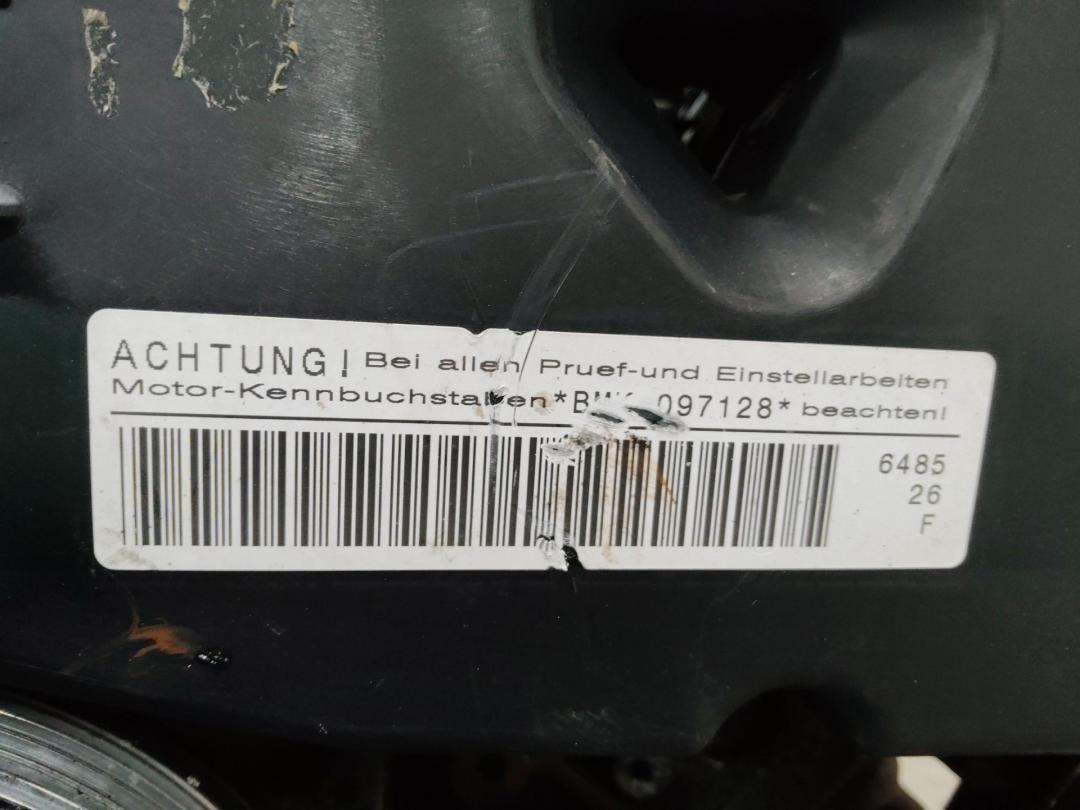 ACHTUNG! Bei allen Pruef-und Einstellarbeiten
Motor-Kennbuchstaben 097128* beachten!
6485
26
F